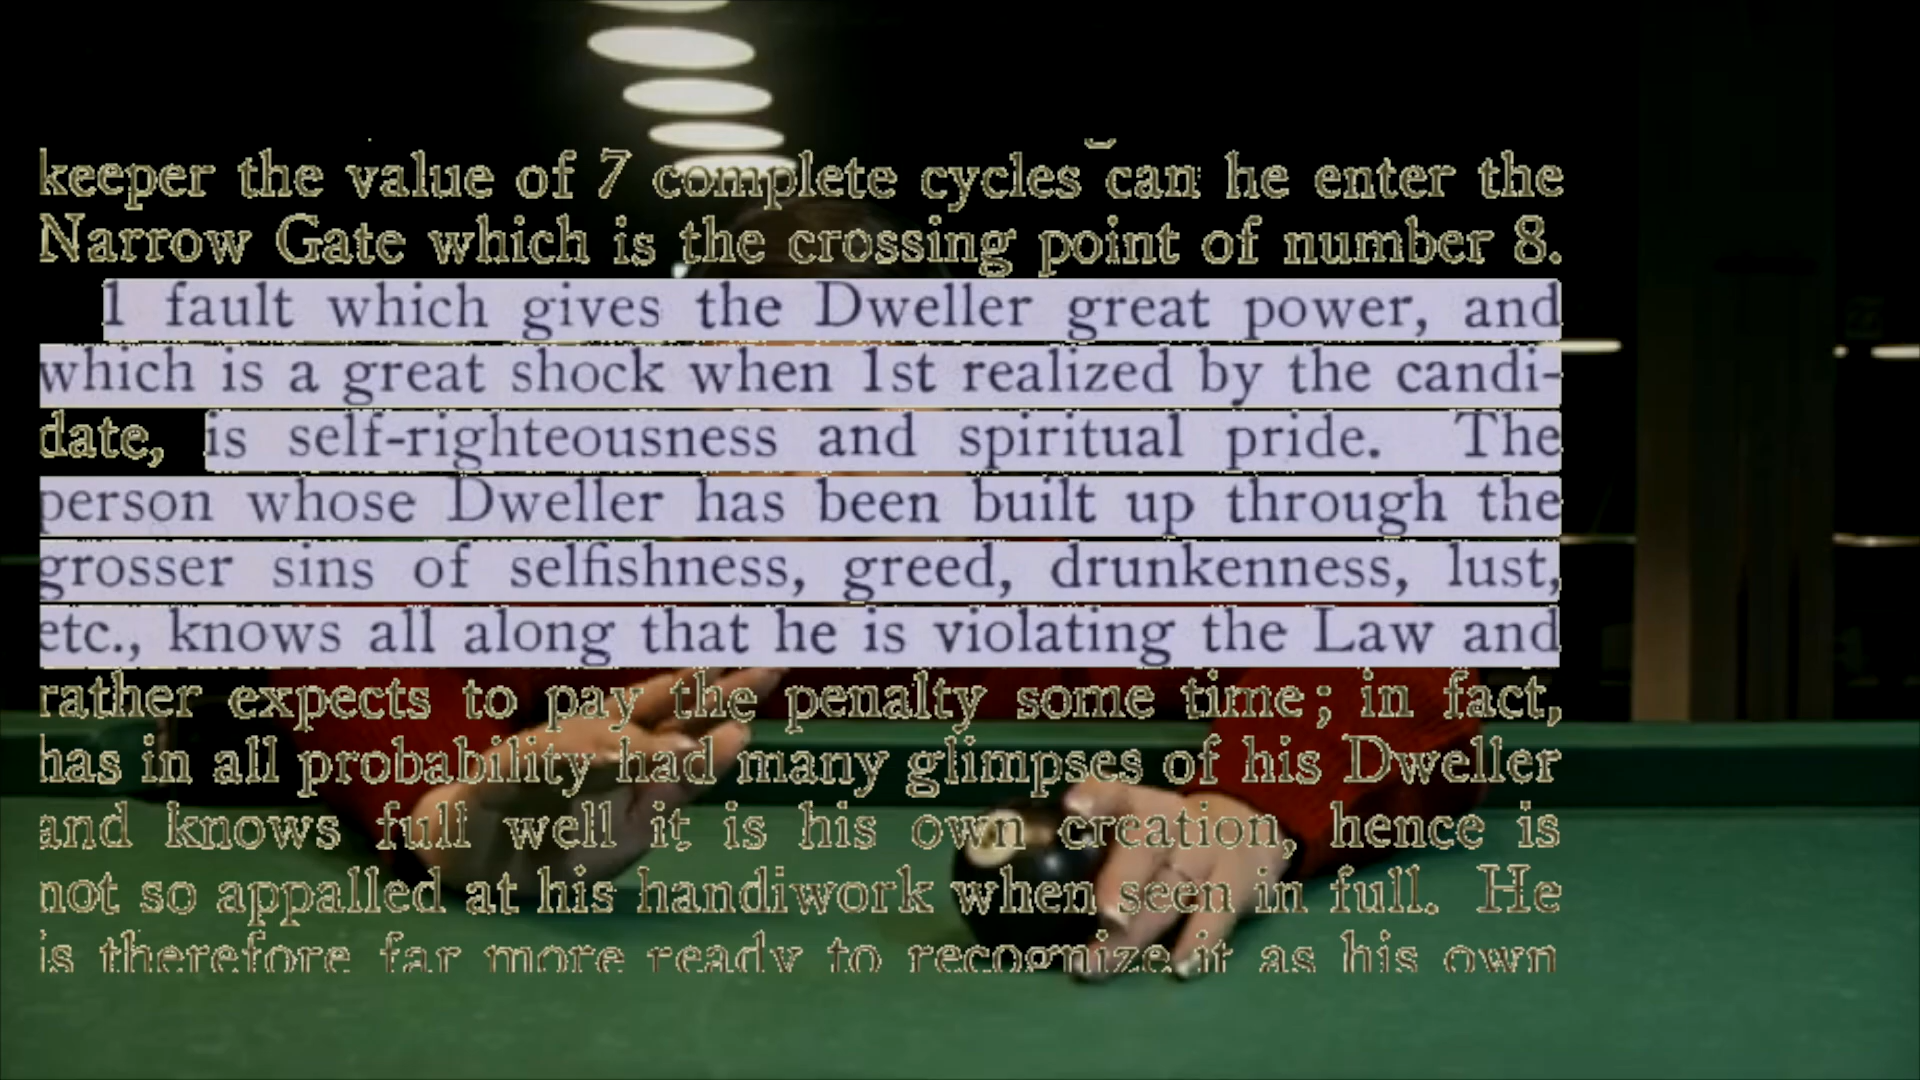 keeper the value of 7 complete cycles can he enter the
Narrow Gate which is the crossing point of number 8.
1 fault which gives the Dweller great power, and
which is a great shock when 1st realized by the candi-
date, is self-righteousness and spiritual pride. The
person whose Dweller has been built up through the
grosser sins of selfishness, greed, drunkenness, lust,
etc., knows all along that he is violating the Law and
rather expects to pay the penalty some time; in fact,
has in all probability had many glimpses of his Dweller
and knows full well it is his own creation, hence is
not so appalled at his handiwork when seen in full. He
is therefore far more ready to recognize it as his own